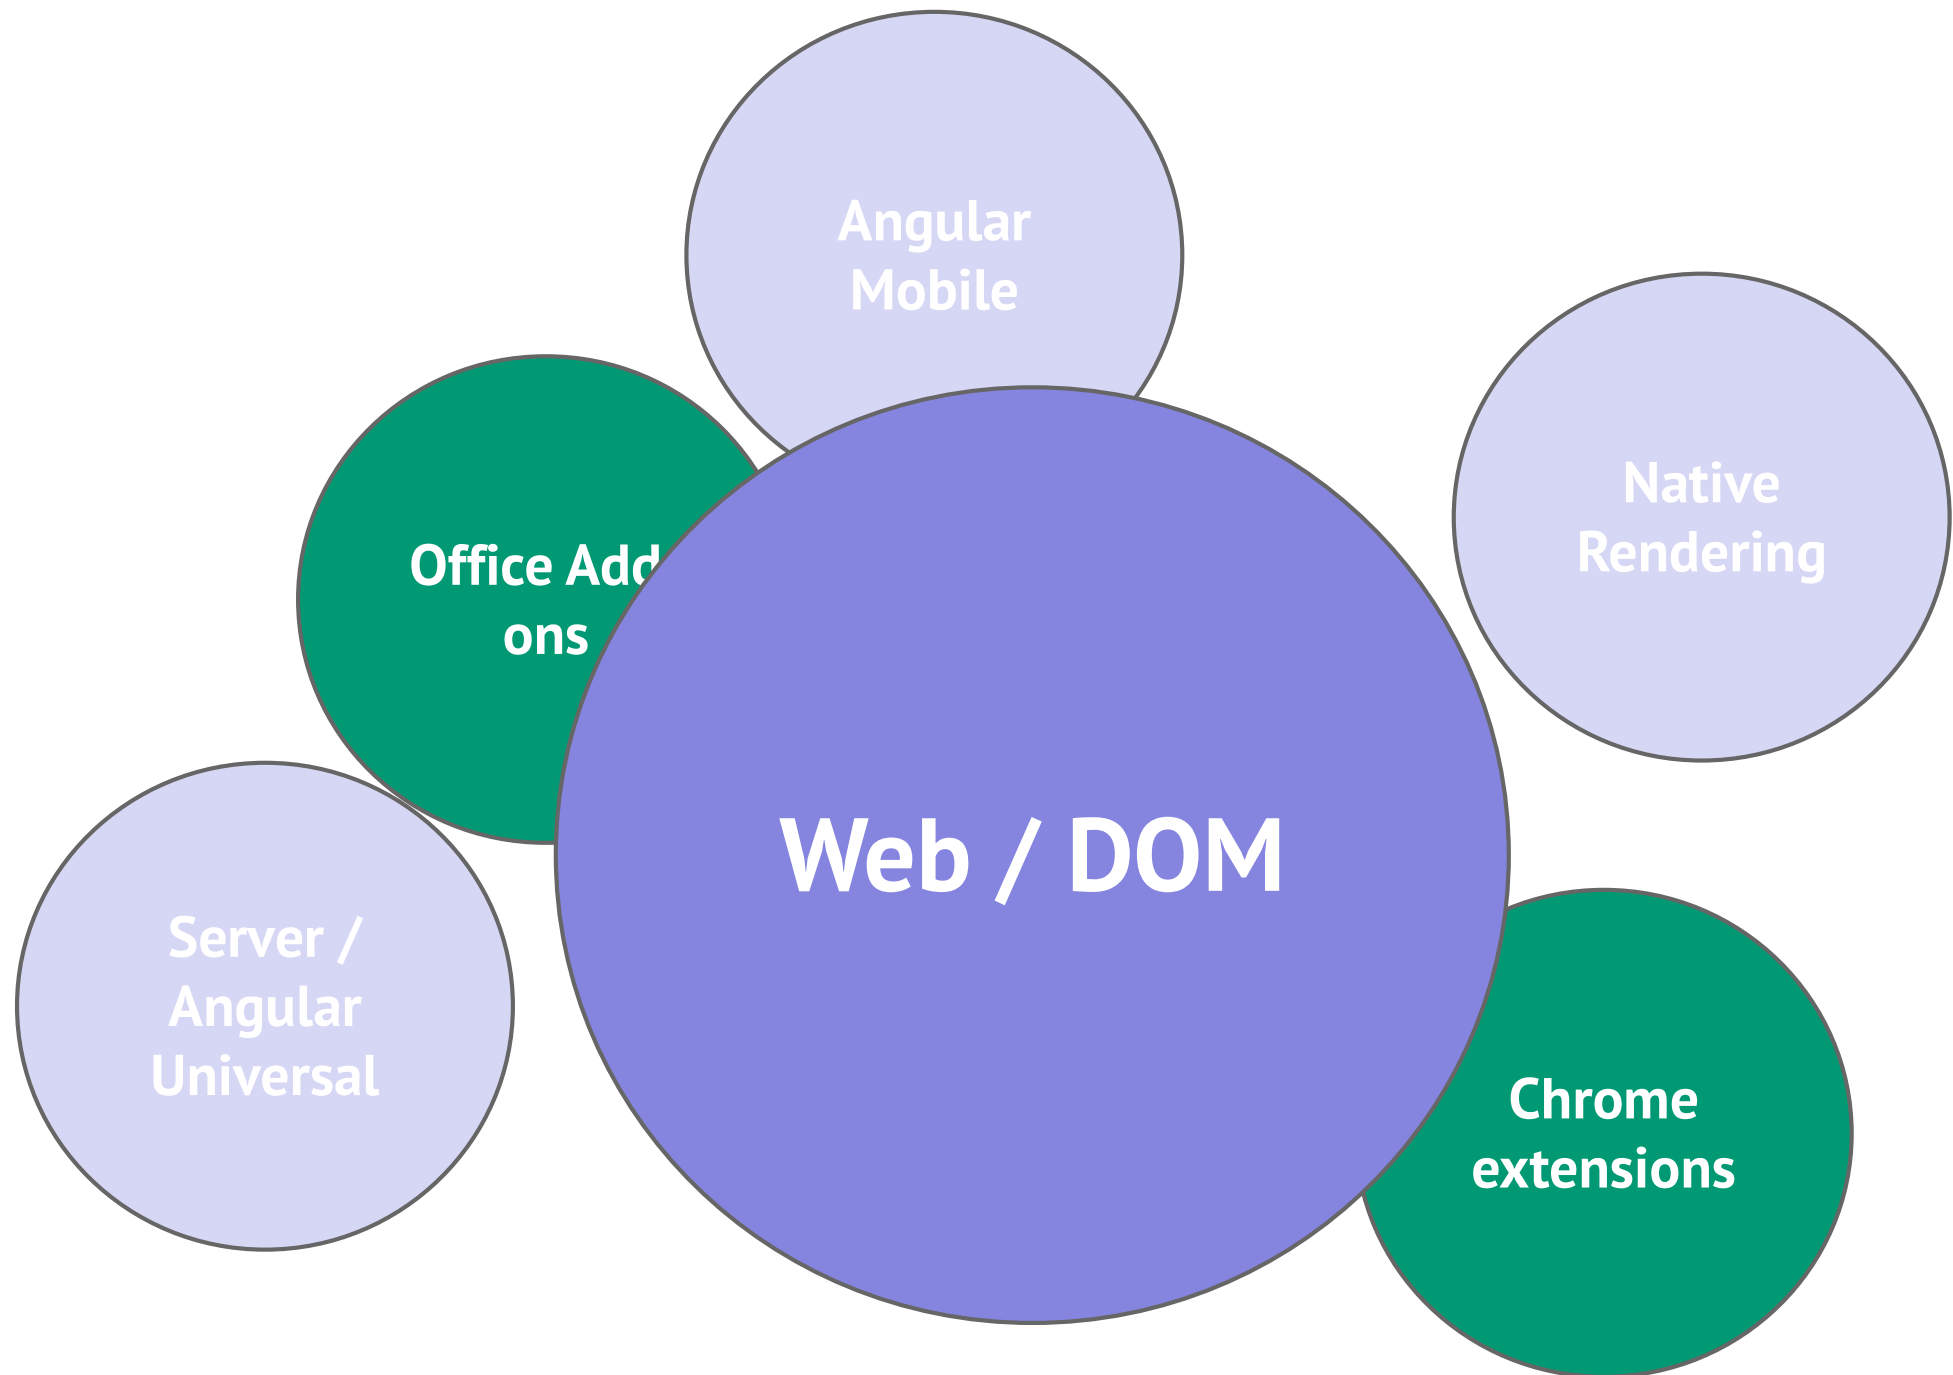 Angular
Mobile
Native
Rendering
Office Add
ons
Web / DOM
Server /
Angular
Universal
Chrome
extensions